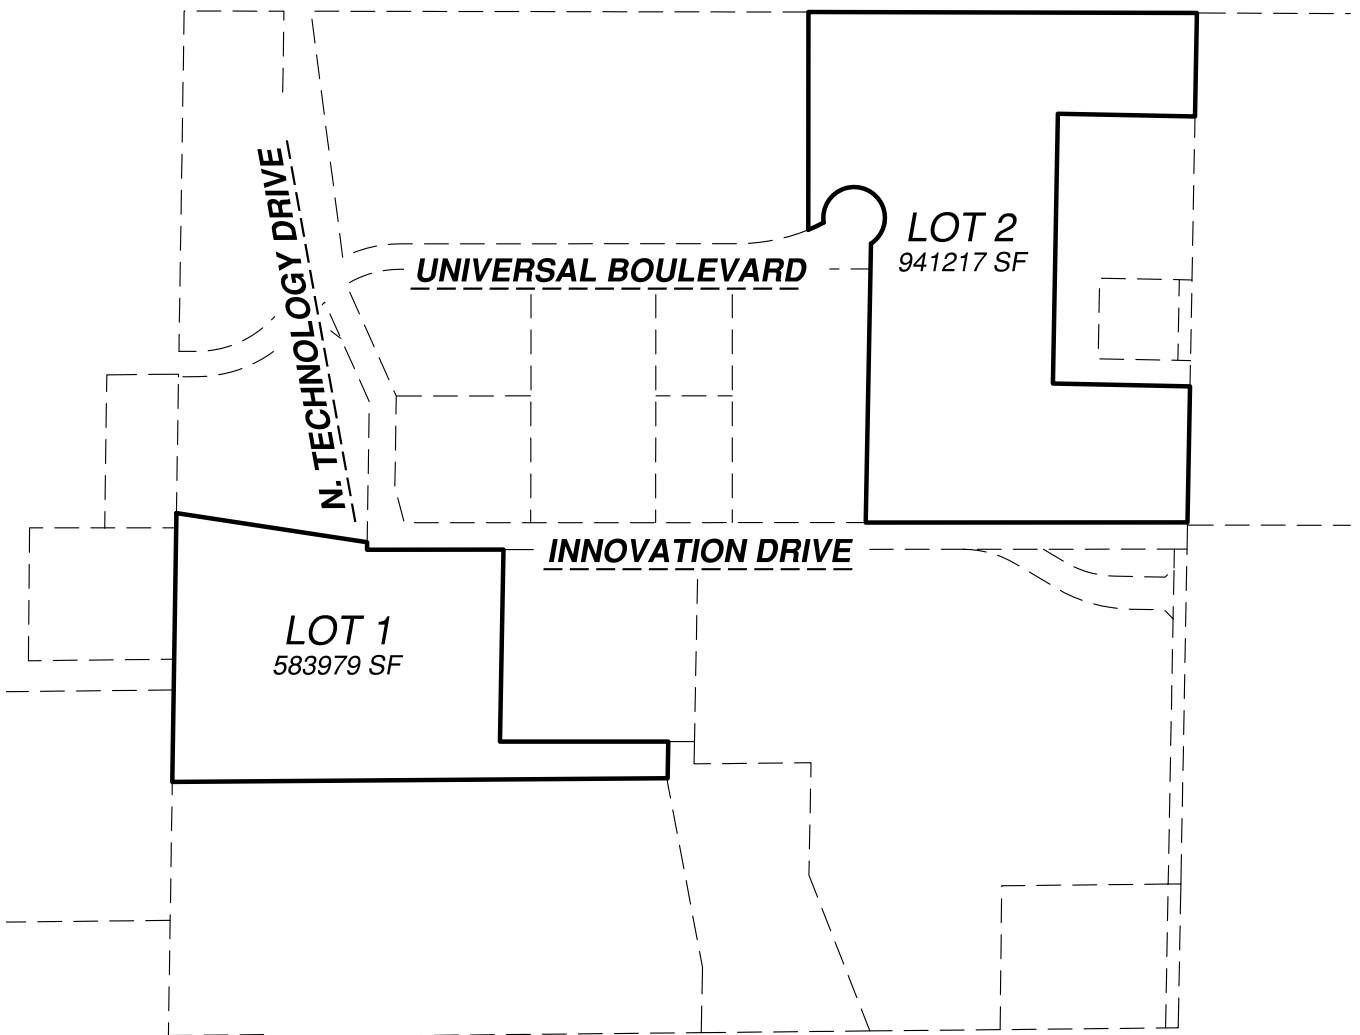 N. TECHNOLOGY DRIVE
UNIVERSAL BOULEVARD
LOT 2
941217 SF
INNOVATION DRIVE
LOT 1
583979 SF